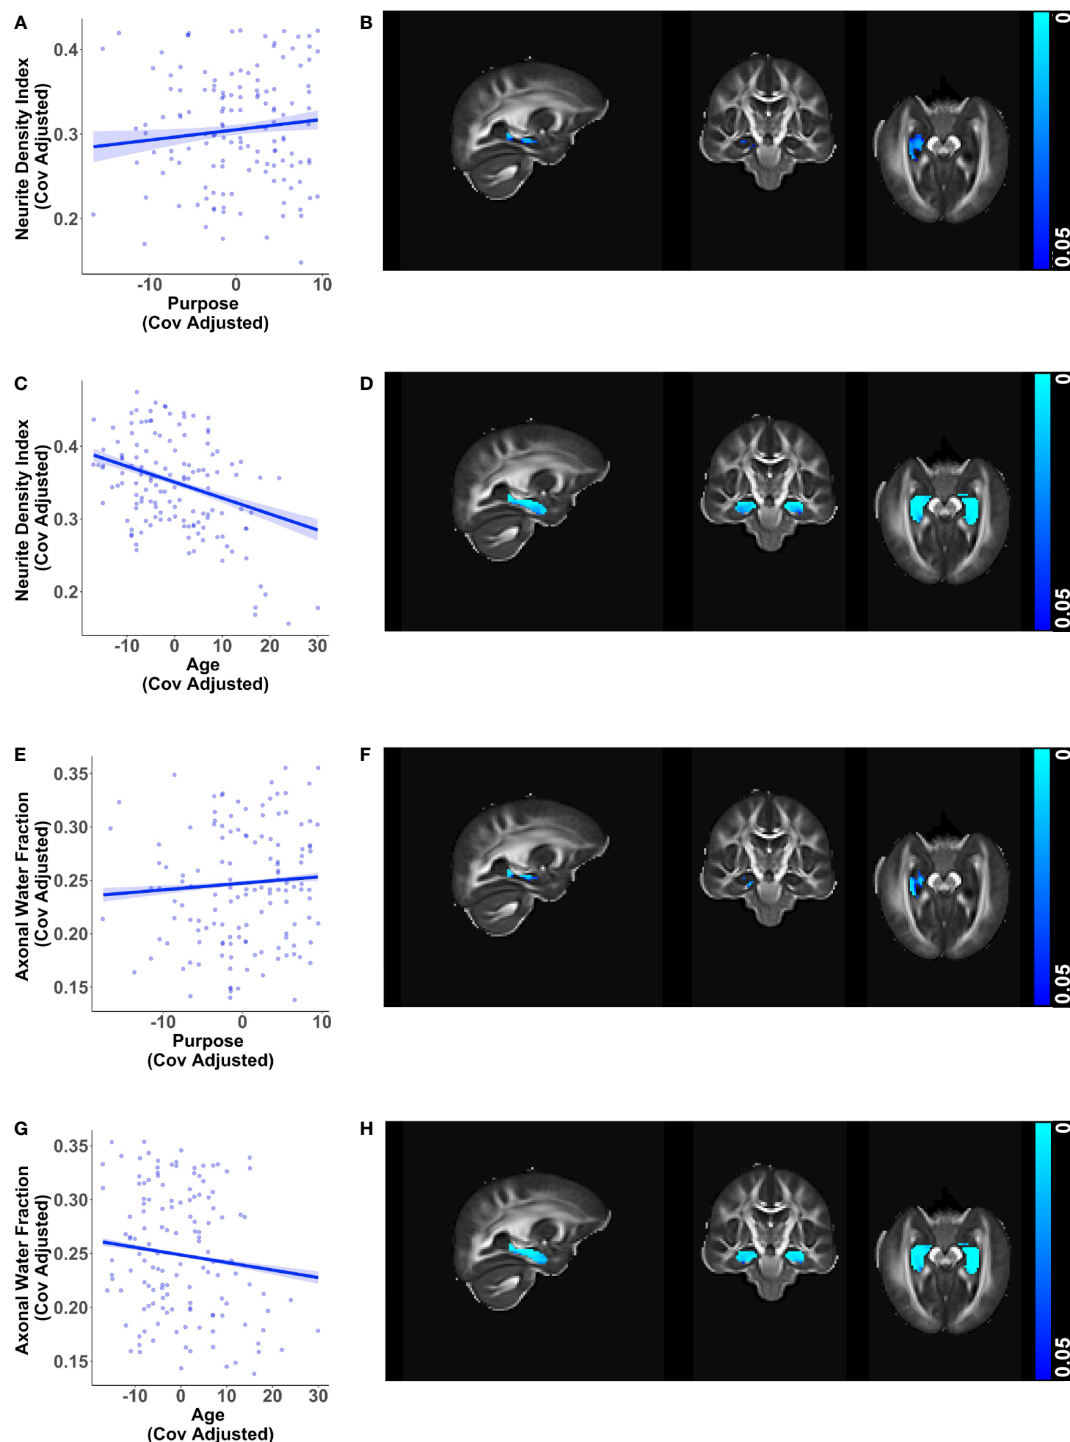 A
B
0.4
0.3
0.2
Neurite Density Index
(Cov Adjusted)
-10
0
10
Purpose
(Cov Adjusted)
0
0.05
C
D
0.4
0.3
0.2
Neurite Density Index
(Cov Adjusted)
-10
0
10
20
30
Age
(Cov Adjusted)
0
0.05
E
F
0.35
0.30
0.25
0.20
0.15
Axonal Water Fraction
(Cov Adjusted)
-10
0
10
Purpose
(Cov Adjusted)
0
0.05
G
H
0.35
0.30
0.25
0.20
0.15
Axonal Water Fraction
(Cov Adjusted)
-10
0
10
20
30
Age
(Cov Adjusted)
0
0.05